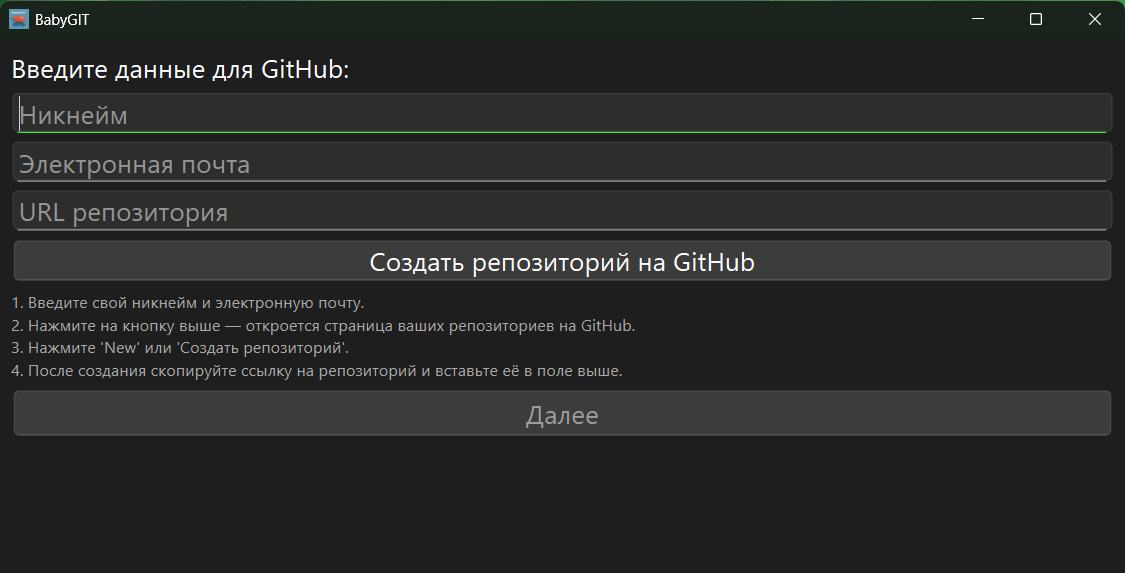 BabyGIT
Введите данные для GitHub:
Никнейм
Электронная почта
URL репозитория
Создать репозиторий на GitHub
1. Введите свой никнейм и электронную почту.
2. Нажмите на кнопку выше — откроется страница ваших репозиториев на GitHub.
3. Нажмите 'New' или 'Создать репозиторий'.
4. После создания скопируйте ссылку на репозиторий и вставьте её в поле выше.
Далее